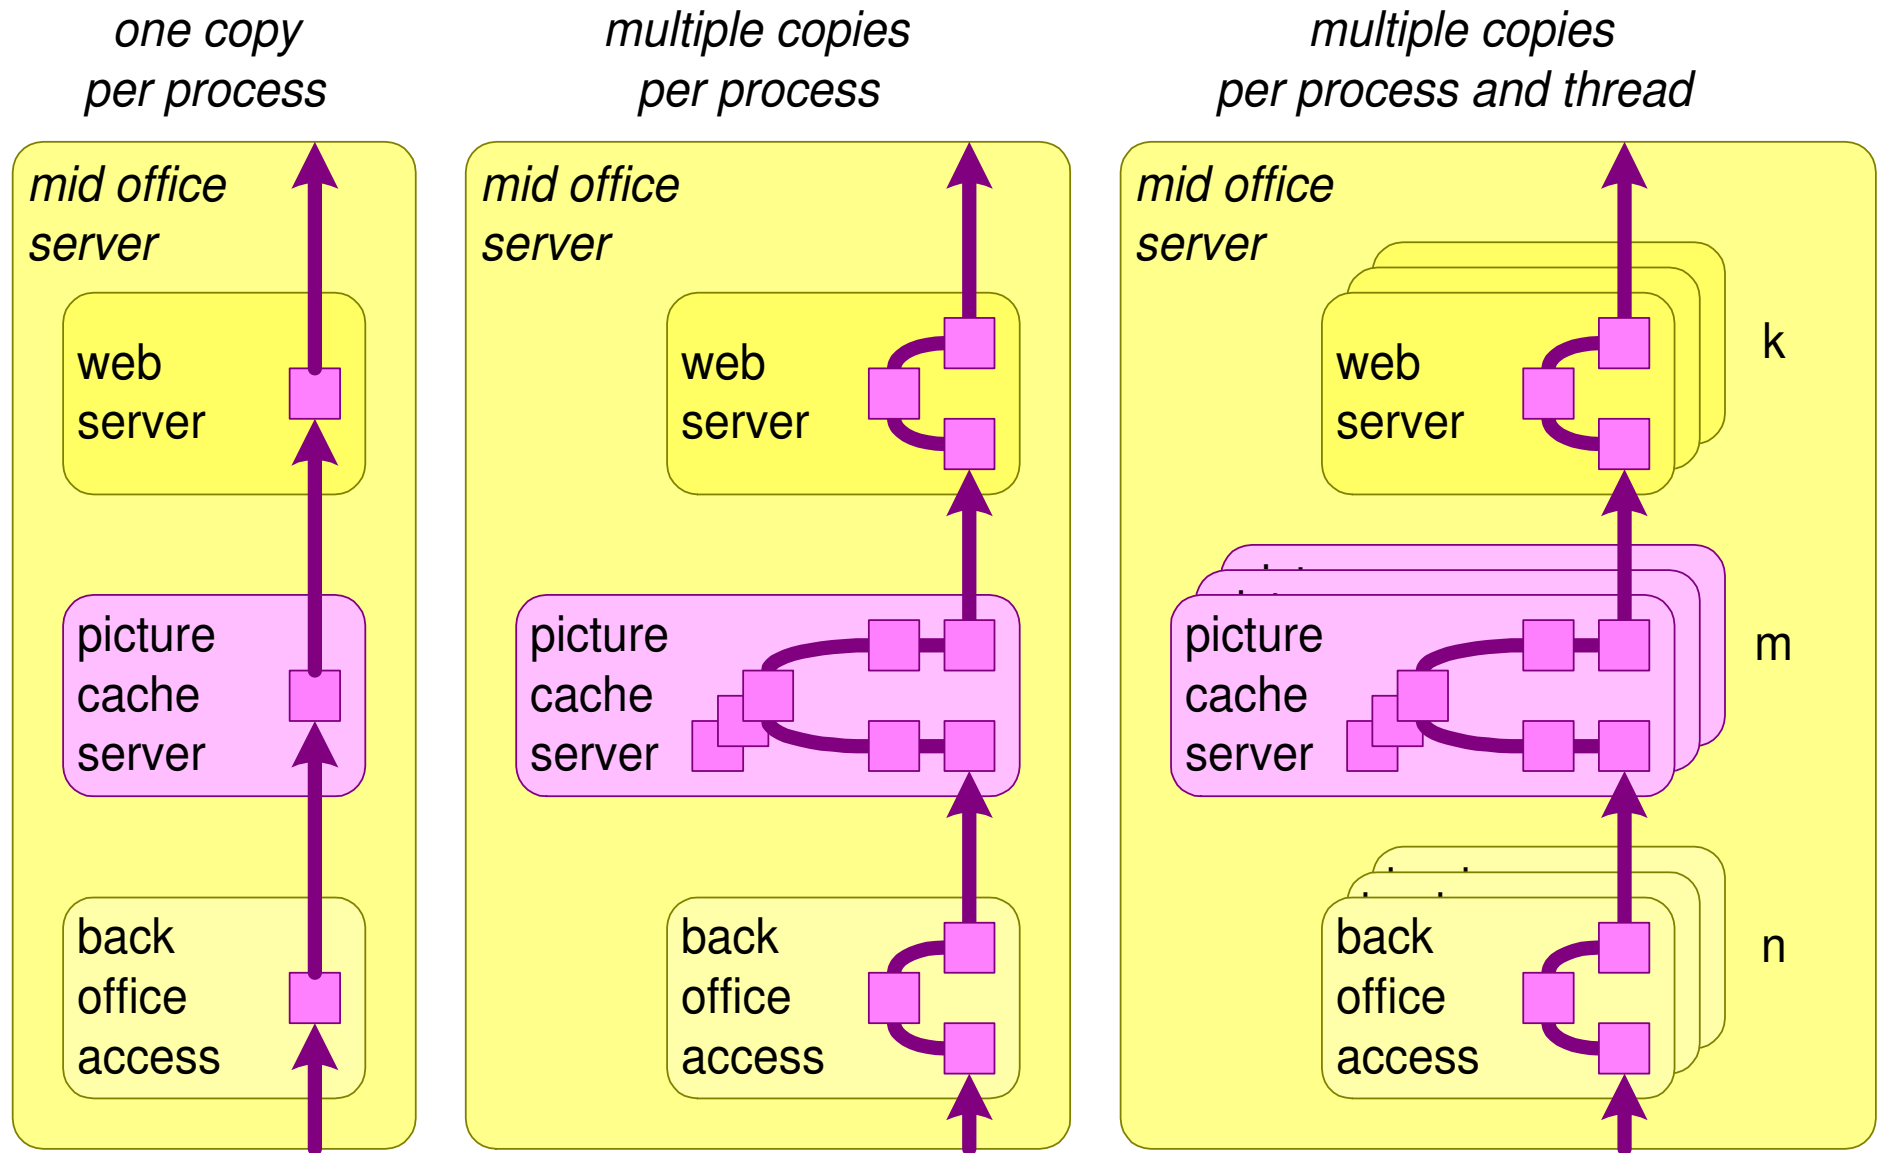 one copy
per process
mid office
server
web
server
picture
cache
server
back
office
access
multiple copies
per process
mid office
server
web
server
picture
cache
server
back
office
access
multiple copies
per process and thread
mid office
server
web
server
k
picture
cache
server
m
back
office
access
n